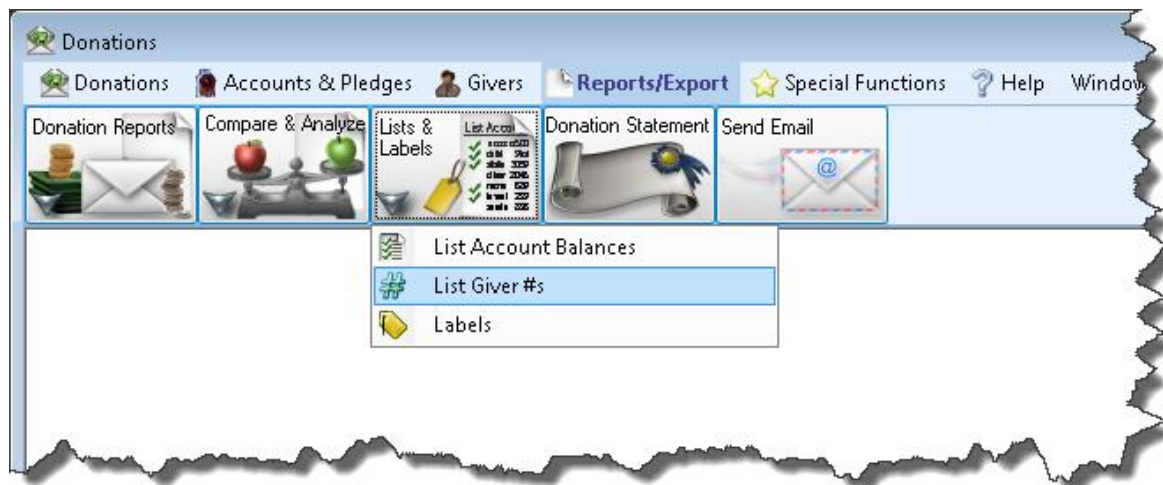 Donations
Donations Accounts & Pledges Givers Reports/Export Special Functions Help Window
Donation Reports
Compare & Analyze
Lists &
Labels
Donation Statement
Send Email
@
List Account Balances
# List Giver #s
Labels